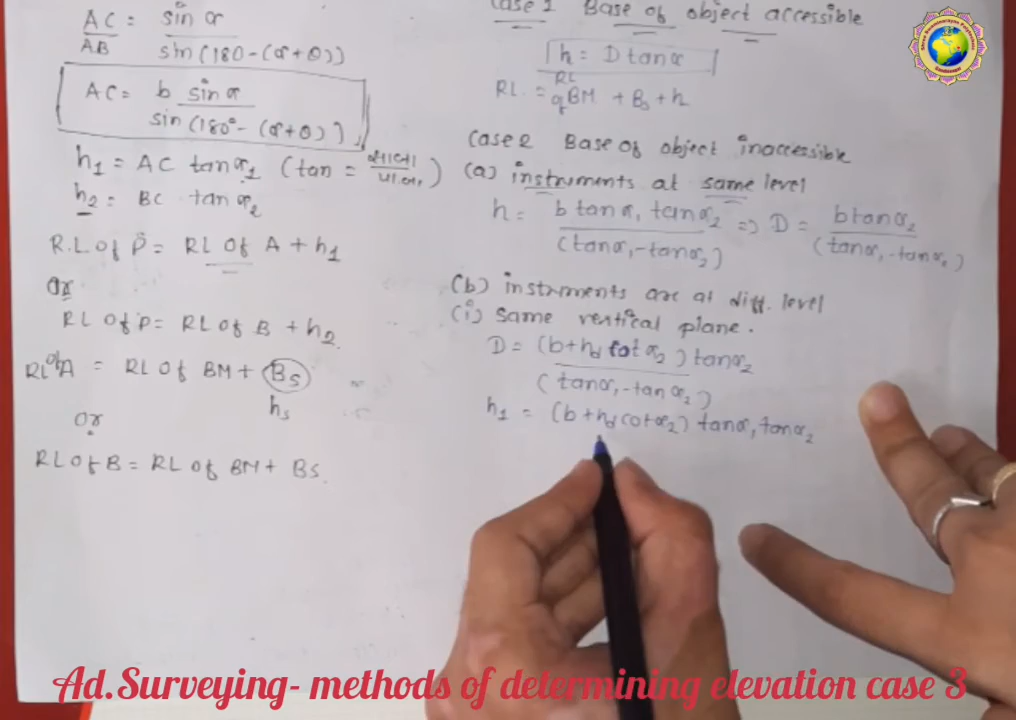 AC/AB = sin α / sin(180-(α+θ))
AC = b sin α / sin(180°-(α+θ))
h₁ = AC tan α₁ (tan =
h₂ = BC tan α₂
R.L of P = RL of A + h₁
or
RL of P = RL of B + h₂.
RL of A = RL of BM + Bs
hs
or
RL of B = RL of BM + Bs.
Case 1 Base of object accessible
h = D tan α
RL. = RL of BM + Bs + h
Case 2 Base of object inaccessible
(a) instruments at same level
h = b tan α₁ tan α₂ / (tan α₁ - tan α₂) => D = b tan α₂ / (tan α₁ - tan α₂)
(b) instruments are at diff. level
(i) same vertical plane.
D = (b + hd cot α₂) tan α₂ / (tan α₁ - tan α₂)
h₁ = (b + hd cot α₂) tan α₁ tan α₂
Ad.Surveying- methods of determining elevation case 3